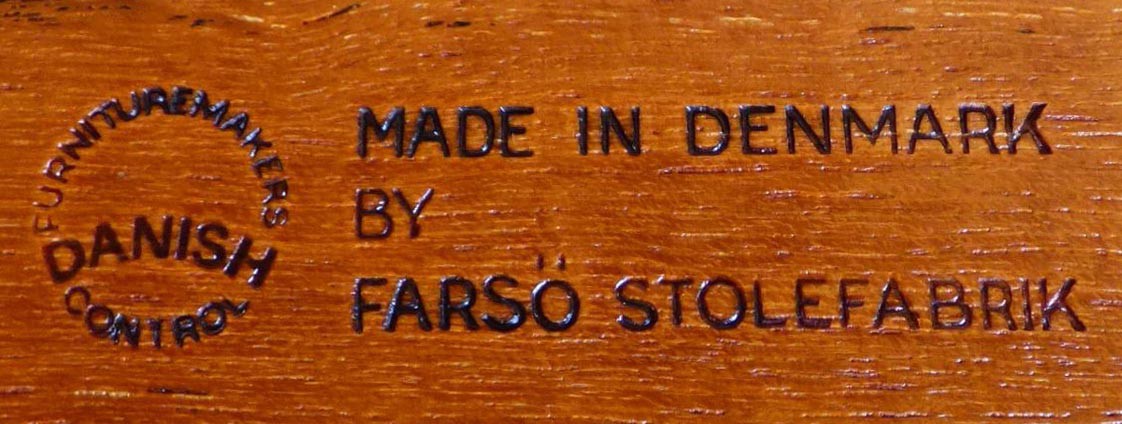 FURNITUREMAKERS
DANISH
CONTROL
MADE IN DENMARK
BY
FARSÖ STOLEFABRIK